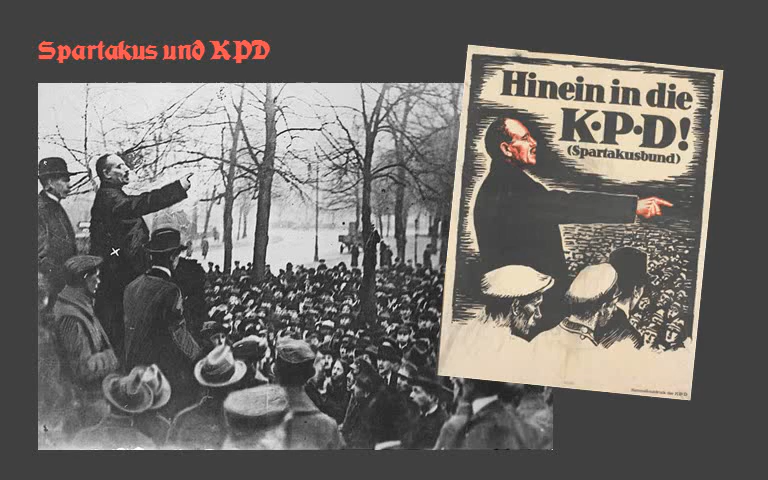 Spartakus und KPD
Hinein in die
K·P·D!
(Spartakusbund)